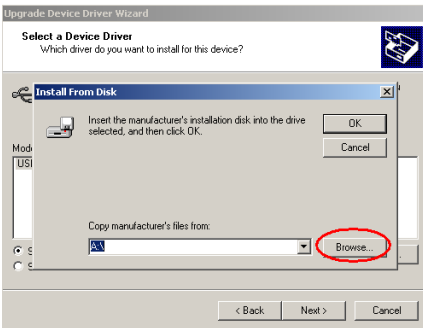 Upgrade Device Driver Wizard
Select a Device Driver
Which driver do you want to install for this device?
Install From Disk
Insert the manufacturer's installation disk into the drive
selected, and then click OK.
OK
Cancel
Copy manufacturer's files from:
A:\
Browse...
< Back
Next >
Cancel